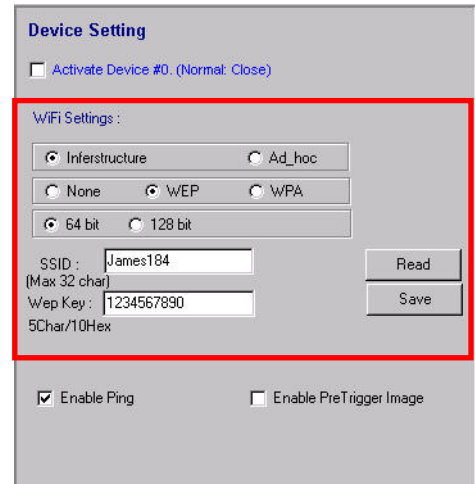 Device Setting
Activate Device #0. (Normal: Close)
WiFi Settings :
Inferstructure Ad_hoc
None WEP WPA
64 bit 128 bit
SSID : James184 Read
(Max 32 char)
Wep Key : 1234567890 Save
5Char/10Hex
Enable Ping Enable PreTrigger Image